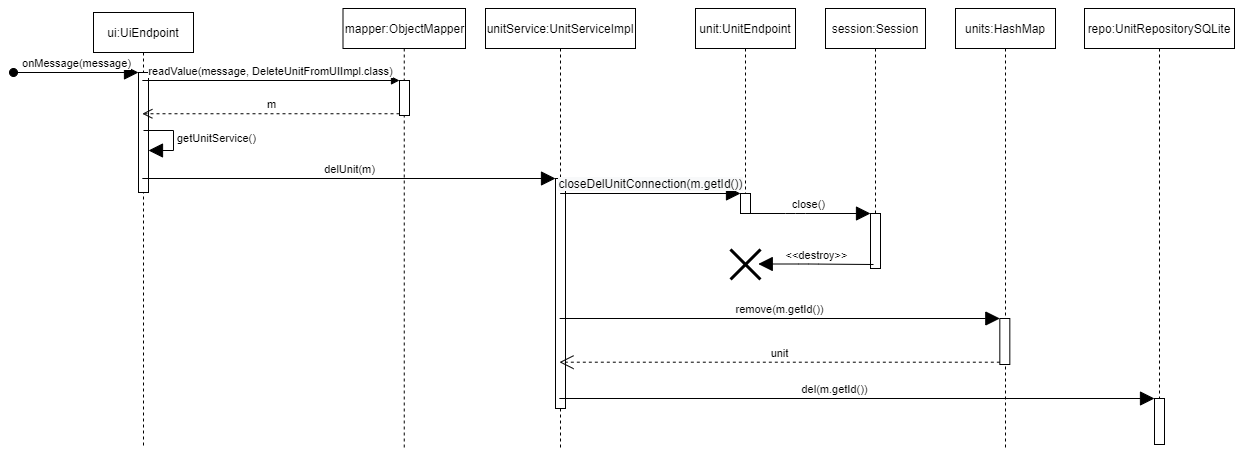 ui:UiEndpoint
mapper:ObjectMapper
unitService:UnitServiceImpl
unit:UnitEndpoint
session:Session
units:HashMap
repo:UnitRepositorySQLite
onMessage(message)
readValue(message, DeleteUnitFromUIImpl.class)
m
getUnitService()
delUnit(m)
closeDelUnitConnection(m.getId())
close()
<<destroy>>
remove(m.getId())
unit
del(m.getId())